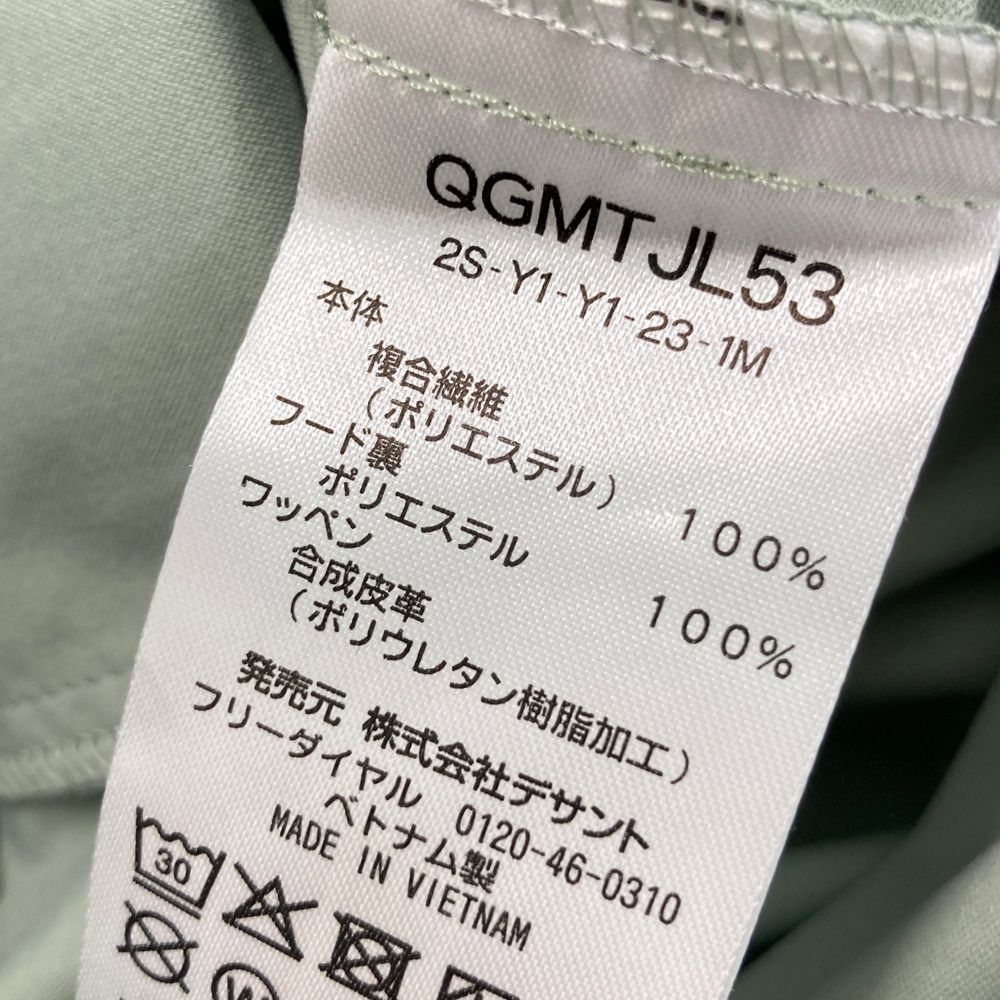 QGMTJL53
2S-Y1-Y1-23-1M
本体
複合繊維
(ポリエステル) 100%
フード裏
ポリエステル 100%
ワッペン
合成皮革
(ポリウレタン樹脂加工)
発売元 株式会社デサント
フリーダイヤル 0120-46-0310
ベトナム製
MADE IN VIETNAM
30
W